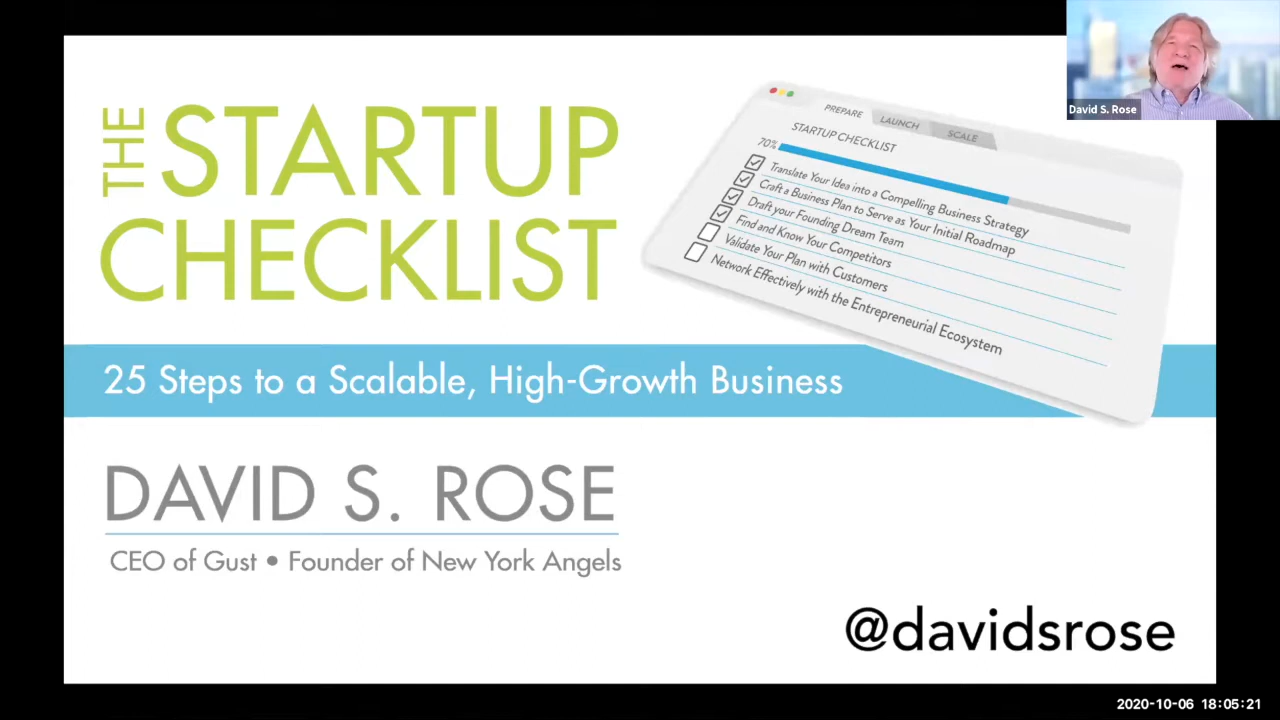 THE STARTUP
CHECKLIST
25 Steps to a Scalable, High-Growth Business
DAVID S. ROSE
CEO of Gust • Founder of New York Angels
@davidsrose
PREPARE
LAUNCH
SCALE
STARTUP CHECKLIST
70%
Translate Your Idea into a Compelling Business Strategy
Craft a Business Plan to Serve as Your Initial Roadmap
Draft your Founding Dream Team
Find and Know Your Competitors
Validate Your Plan with Customers
Network Effectively with the Entrepreneurial Ecosystem
David S. Rose
2020-10-06 18:05:21